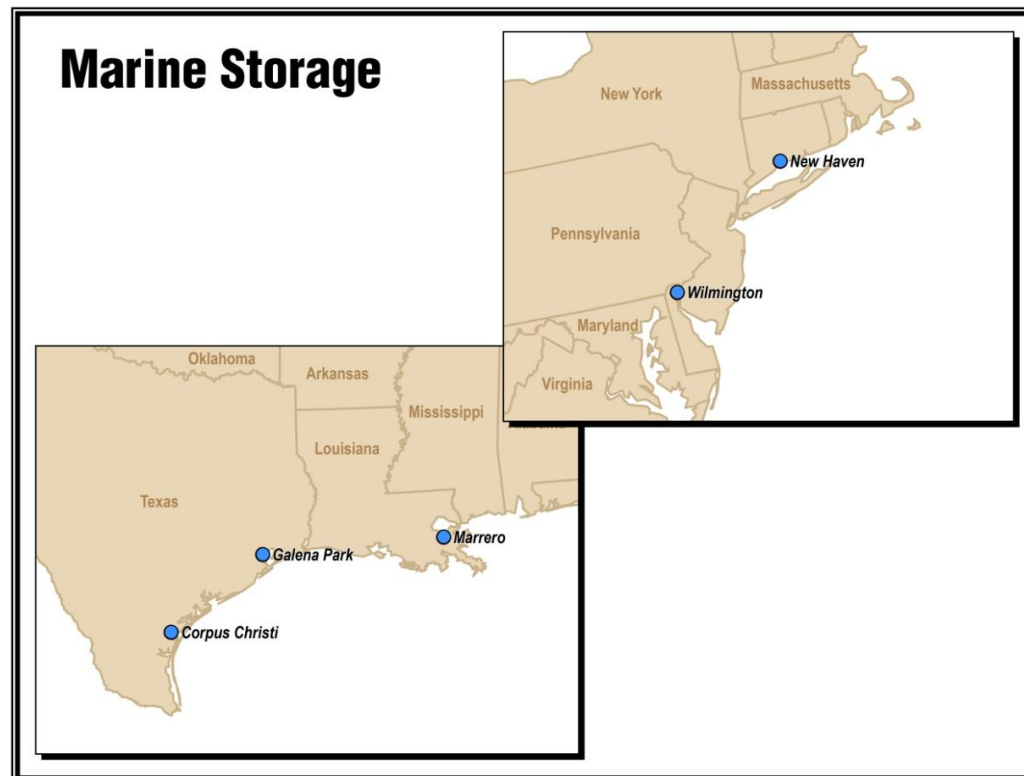 Marine Storage
New York
Massachusetts
New Haven
Pennsylvania
Wilmington
Maryland
Virginia
Oklahoma
Arkansas
Mississippi
Louisiana
Texas
Marrero
Galena Park
Corpus Christi